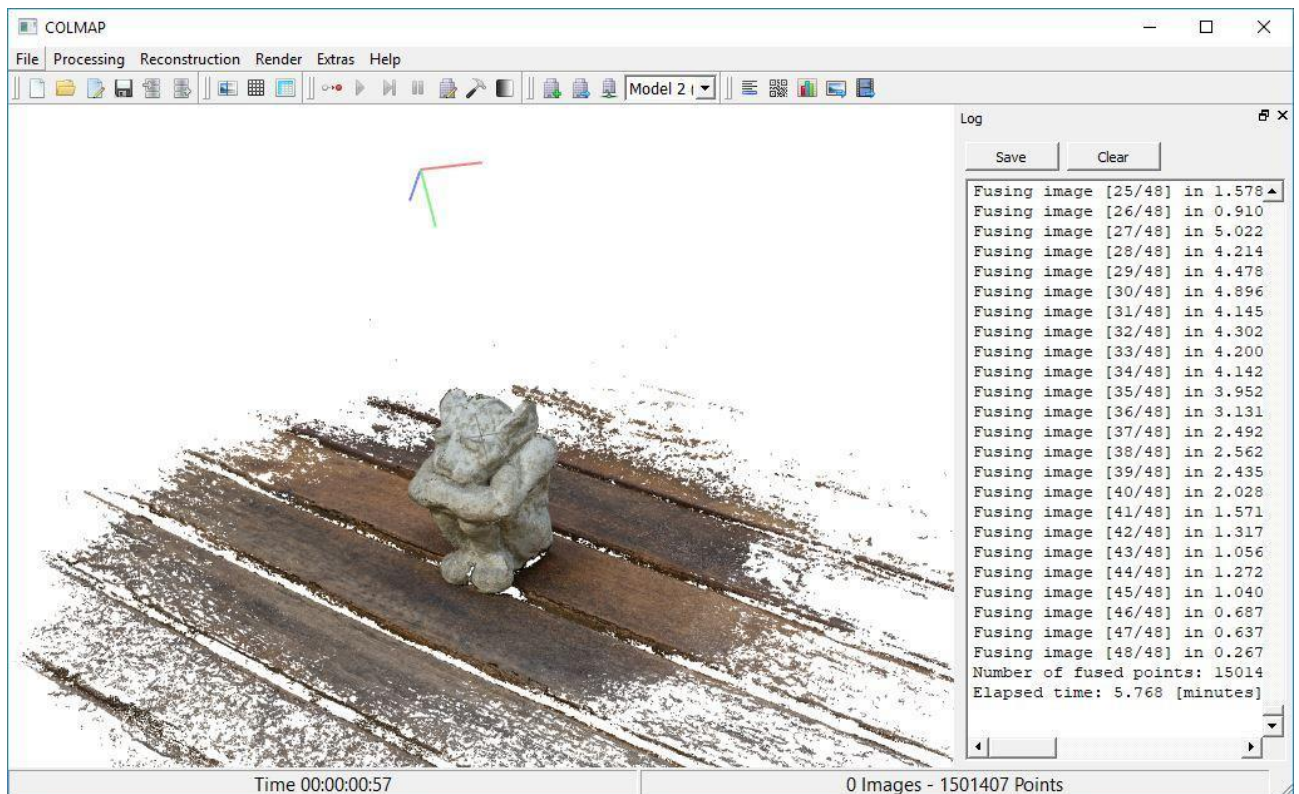 COLMAP
File Processing Reconstruction Render Extras Help
Model 2 (
Log
Save Clear
Fusing image [25/48] in 1.578
Fusing image [26/48] in 0.910
Fusing image [27/48] in 5.022
Fusing image [28/48] in 4.214
Fusing image [29/48] in 4.478
Fusing image [30/48] in 4.896
Fusing image [31/48] in 4.145
Fusing image [32/48] in 4.302
Fusing image [33/48] in 4.200
Fusing image [34/48] in 4.142
Fusing image [35/48] in 3.952
Fusing image [36/48] in 3.131
Fusing image [37/48] in 2.492
Fusing image [38/48] in 2.562
Fusing image [39/48] in 2.435
Fusing image [40/48] in 2.028
Fusing image [41/48] in 1.571
Fusing image [42/48] in 1.317
Fusing image [43/48] in 1.056
Fusing image [44/48] in 1.272
Fusing image [45/48] in 1.040
Fusing image [46/48] in 0.687
Fusing image [47/48] in 0.637
Fusing image [48/48] in 0.267
Number of fused points: 15014
Elapsed time: 5.768 [minutes]
Time 00:00:00:57
0 Images - 1501407 Points